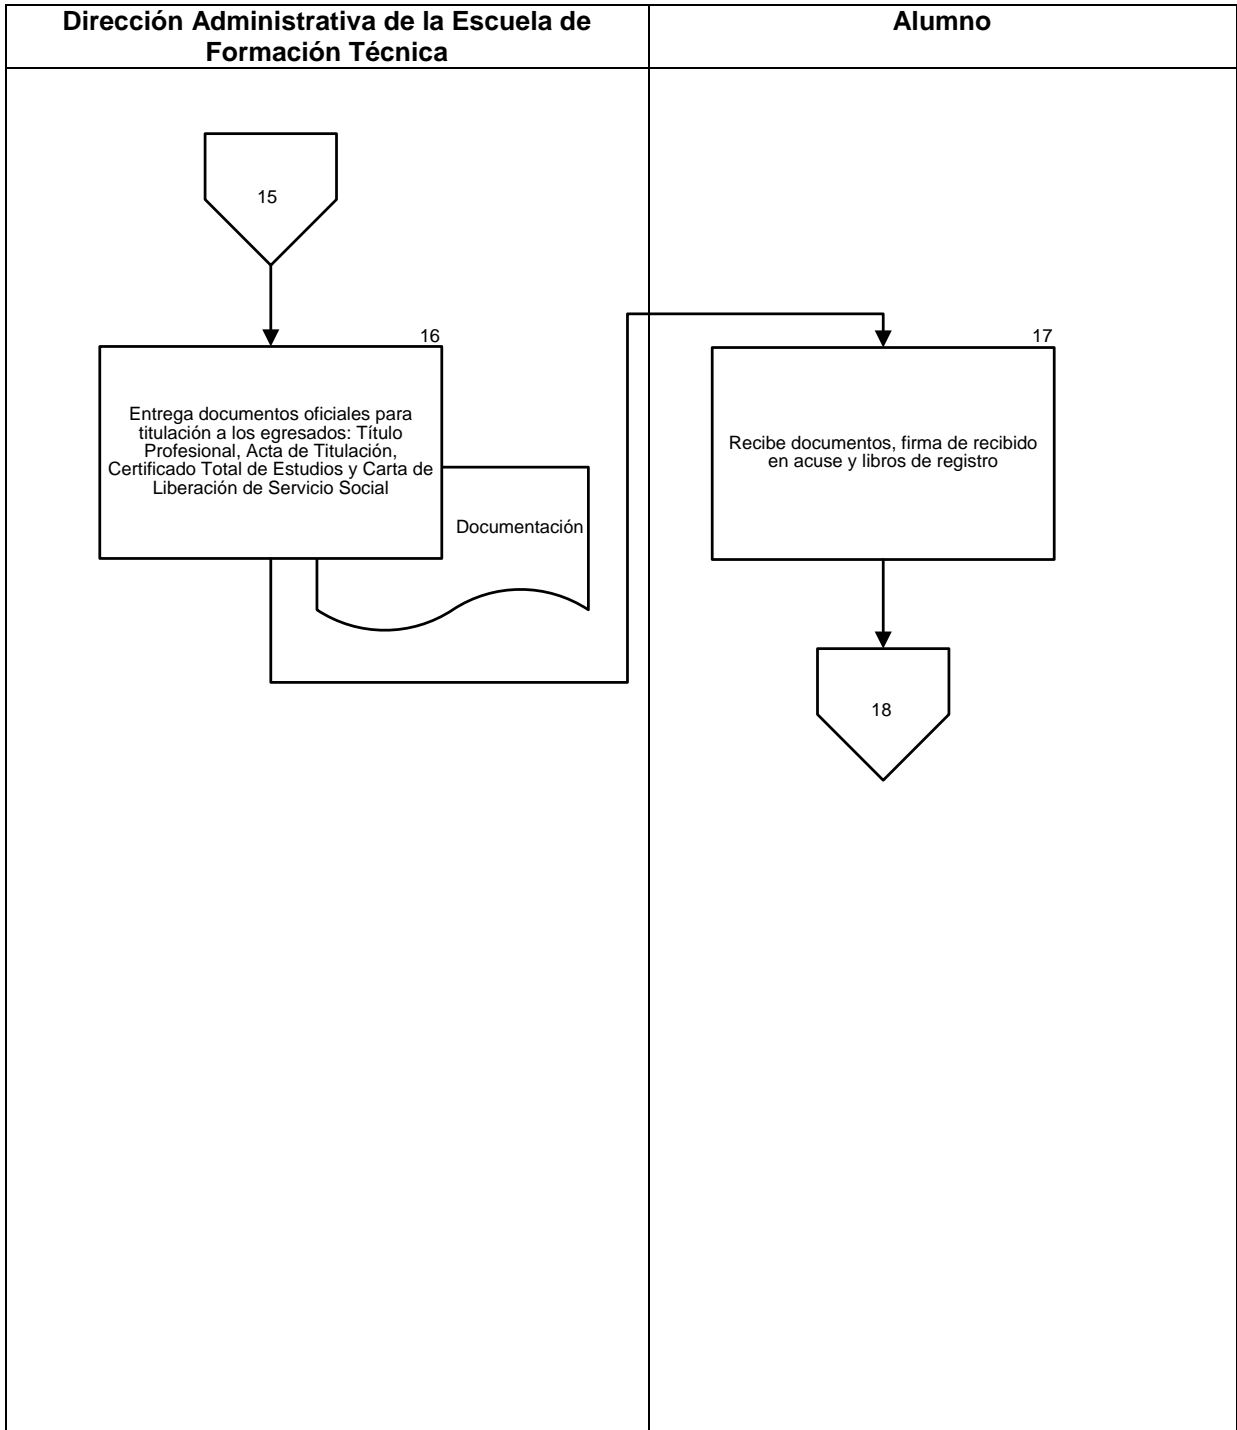 Dirección Administrativa de la Escuela de
Formación Técnica
Alumno
15
16
Entrega documentos oficiales para
titulación a los egresados: Título
Profesional, Acta de Titulación,
Certificado Total de Estudios y Carta de
Liberación de Servicio Social
Documentación
17
Recibe documentos, firma de recibido
en acuse y libros de registro
18